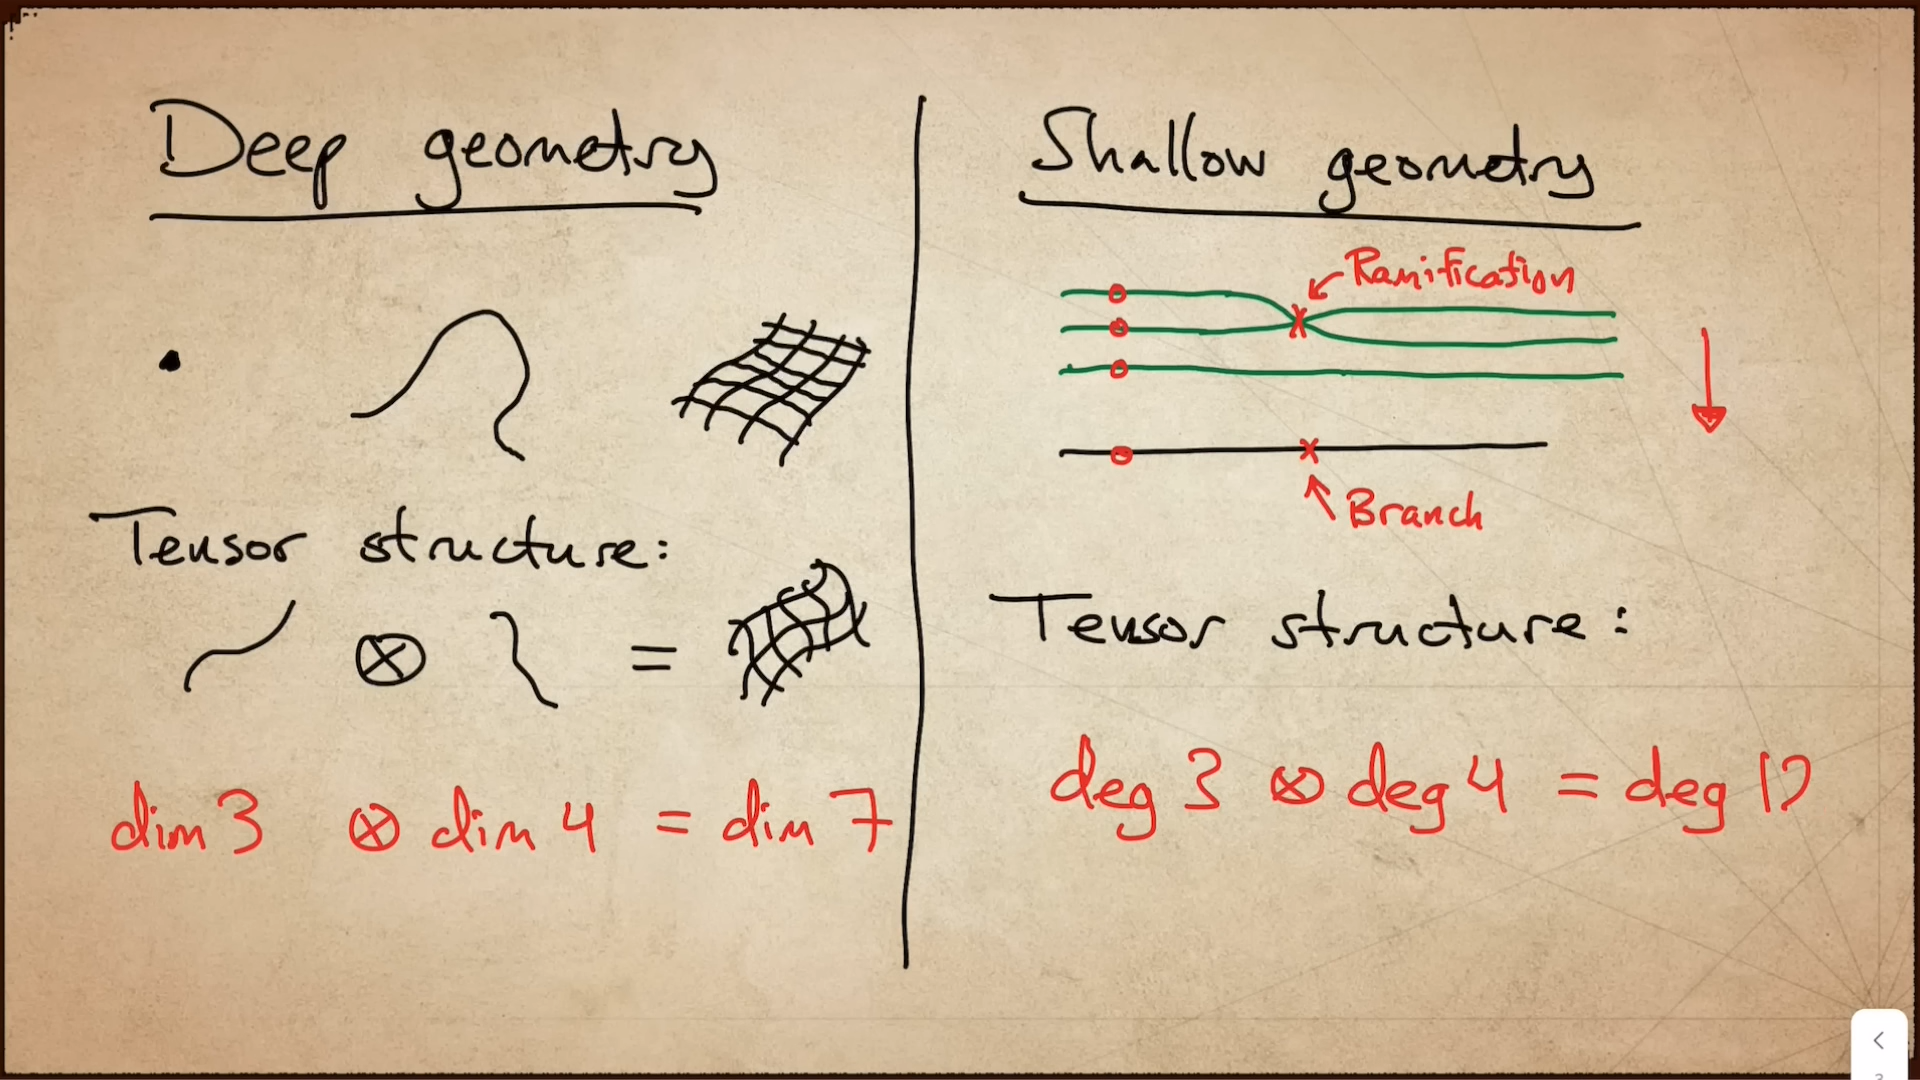 Deep geometry
Tensor structure:
⊗ =
dim 3 ⊗ dim 4 = dim 7
Shallow geometry
Ramification
Branch
Tensor structure:
deg 3 ⊗ deg 4 = deg 12